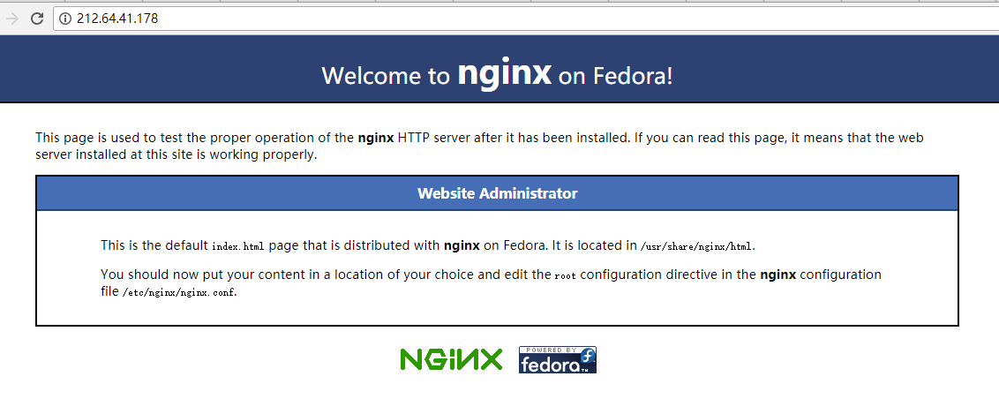 212.64.41.178
Welcome to nginx on Fedora!
This page is used to test the proper operation of the nginx HTTP server after it has been installed. If you can read this page, it means that the web
server installed at this site is working properly.
Website Administrator
This is the default index.html page that is distributed with nginx on Fedora. It is located in /usr/share/nginx/html.
You should now put your content in a location of your choice and edit the root configuration directive in the nginx configuration
file /etc/nginx/nginx.conf.
NGINX
POWERED BY
fedora™